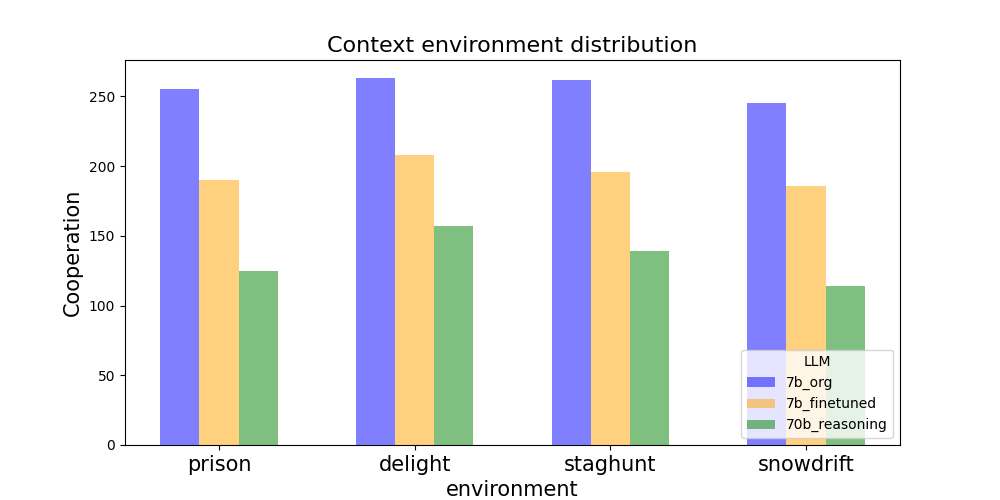 Context environment distribution
Cooperation
250
200
150
100
50
0
prison delight staghunt snowdrift
environment
LLM
7b_org
7b_finetuned
70b_reasoning